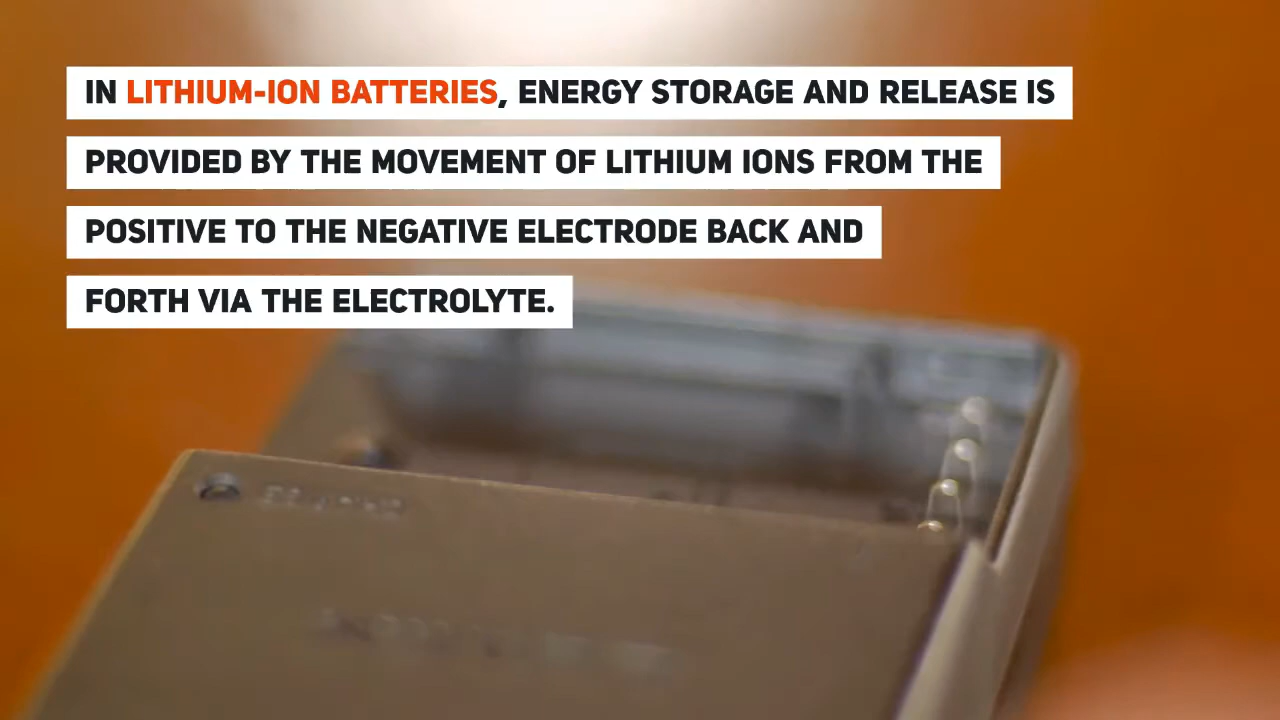 IN LITHIUM-ION BATTERIES, ENERGY STORAGE AND RELEASE IS
PROVIDED BY THE MOVEMENT OF LITHIUM IONS FROM THE
POSITIVE TO THE NEGATIVE ELECTRODE BACK AND
FORTH VIA THE ELECTROLYTE.